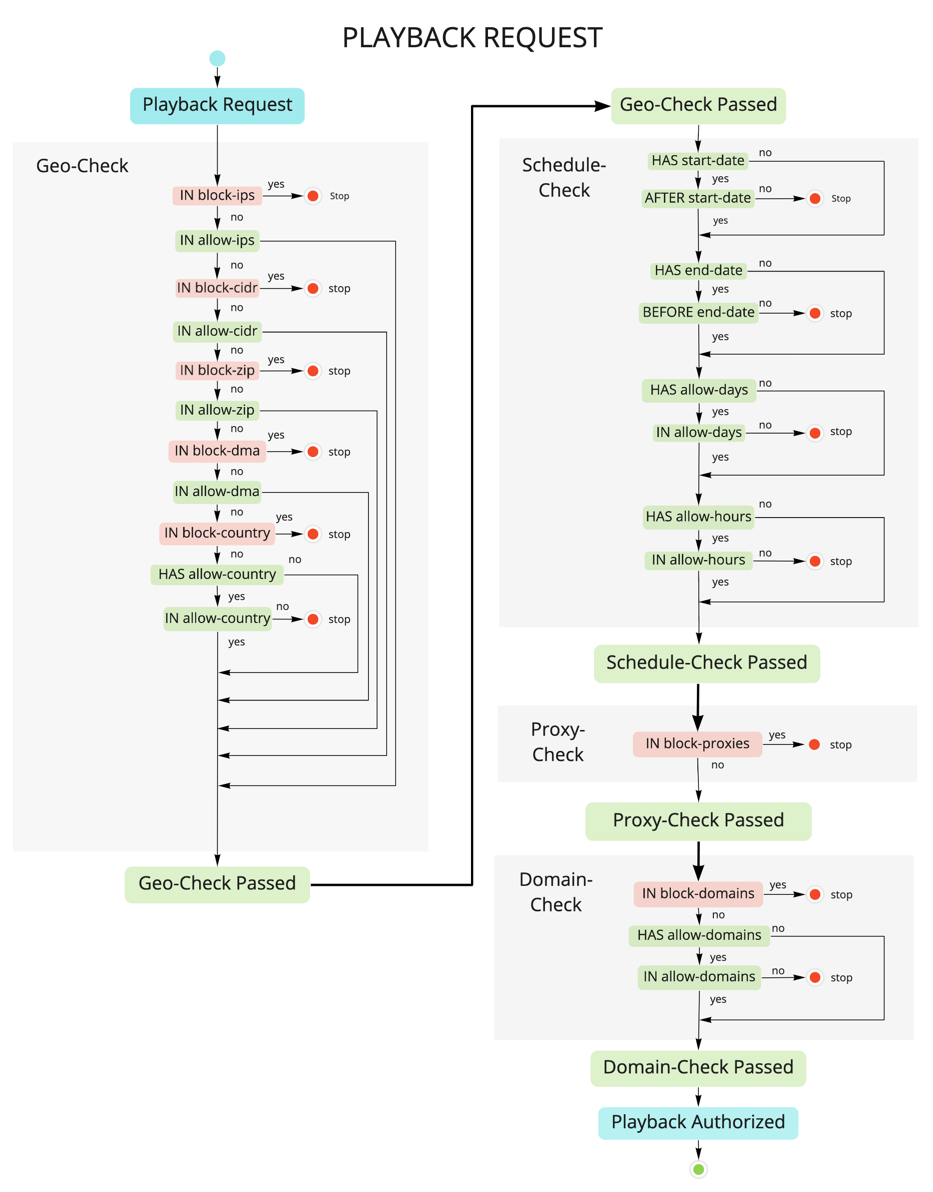 PLAYBACK REQUEST
Playback Request
Geo-Check
IN block-ips
yes
Stop
no
IN allow-ips
no
IN block-cidr
yes
stop
no
IN allow-cidr
no
IN block-zip
yes
stop
no
IN allow-zip
no
IN block-dma
yes
stop
no
IN allow-dma
no
IN block-country
yes
stop
no
HAS allow-country
no
yes
IN allow-country
no
stop
yes
Geo-Check Passed
Geo-Check Passed
Schedule-
Check
HAS start-date
no
yes
AFTER start-date
no
Stop
yes
HAS end-date
no
yes
BEFORE end-date
no
stop
yes
HAS allow-days
no
yes
IN allow-days
no
stop
yes
HAS allow-hours
no
yes
IN allow-hours
no
stop
yes
Schedule-Check Passed
Proxy-
Check
IN block-proxies
yes
stop
no
Proxy-Check Passed
Domain-
Check
IN block-domains
yes
stop
no
HAS allow-domains
no
yes
IN allow-domains
no
stop
yes
Domain-Check Passed
Playback Authorized